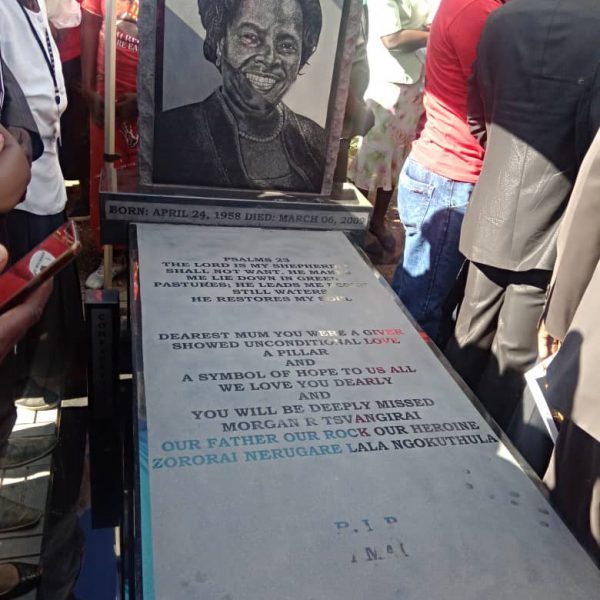 BORN: APRIL 24, 1958 DIED: MARCH 06, 2009
PSALMS 23
THE LORD IS MY SHEPHERD
SHALL NOT WANT. HE MAKES
ME LIE DOWN IN GREEN
PASTURES; HE LEADS ME
STILL WATERS
HE RESTORES MY SOUL
DEAREST MUM YOU WERE A GIVER
SHOWED UNCONDITIONAL LOVE
A PILLAR
AND
A SYMBOL OF HOPE TO US ALL
WE LOVE YOU DEARLY
AND
YOU WILL BE DEEPLY MISSED
MORGAN R TSVANGIRAI
OUR FATHER OUR ROCK OUR HEROINE
ZORORAI NERUGARE LALA NGOKUTHULA
R.I.P